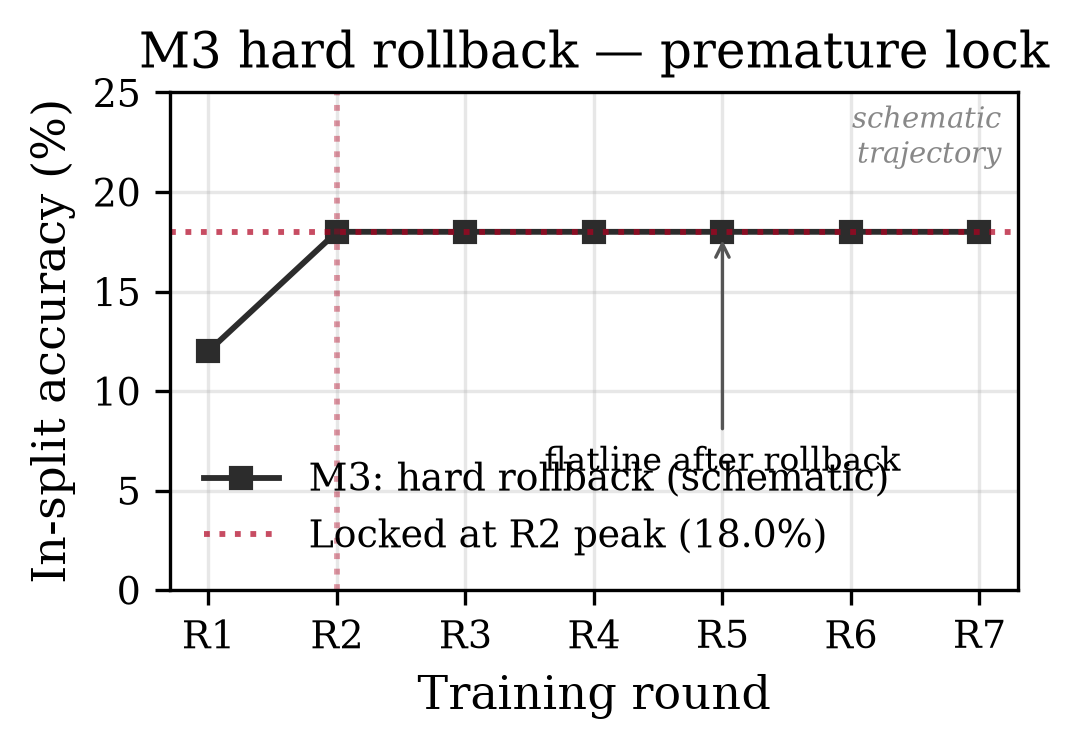 M3 hard rollback — premature lock
schematic
trajectory
In-split accuracy (%)
25
20
15
10
5
0
flatline after rollback
M3: hard rollback (schematic)
Locked at R2 peak (18.0%)
R1 R2 R3 R4 R5 R6 R7
Training round